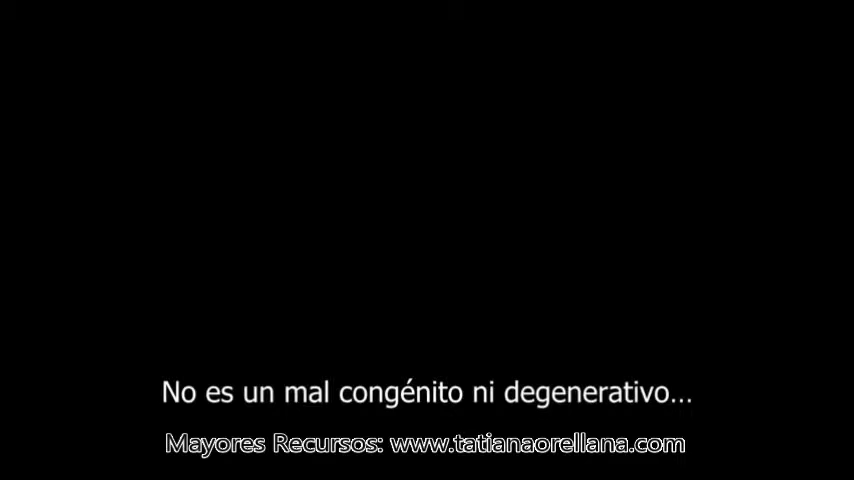 No es un mal congénito ni degenerativo...
Mayores Recursos: www.tatianaorellana.com